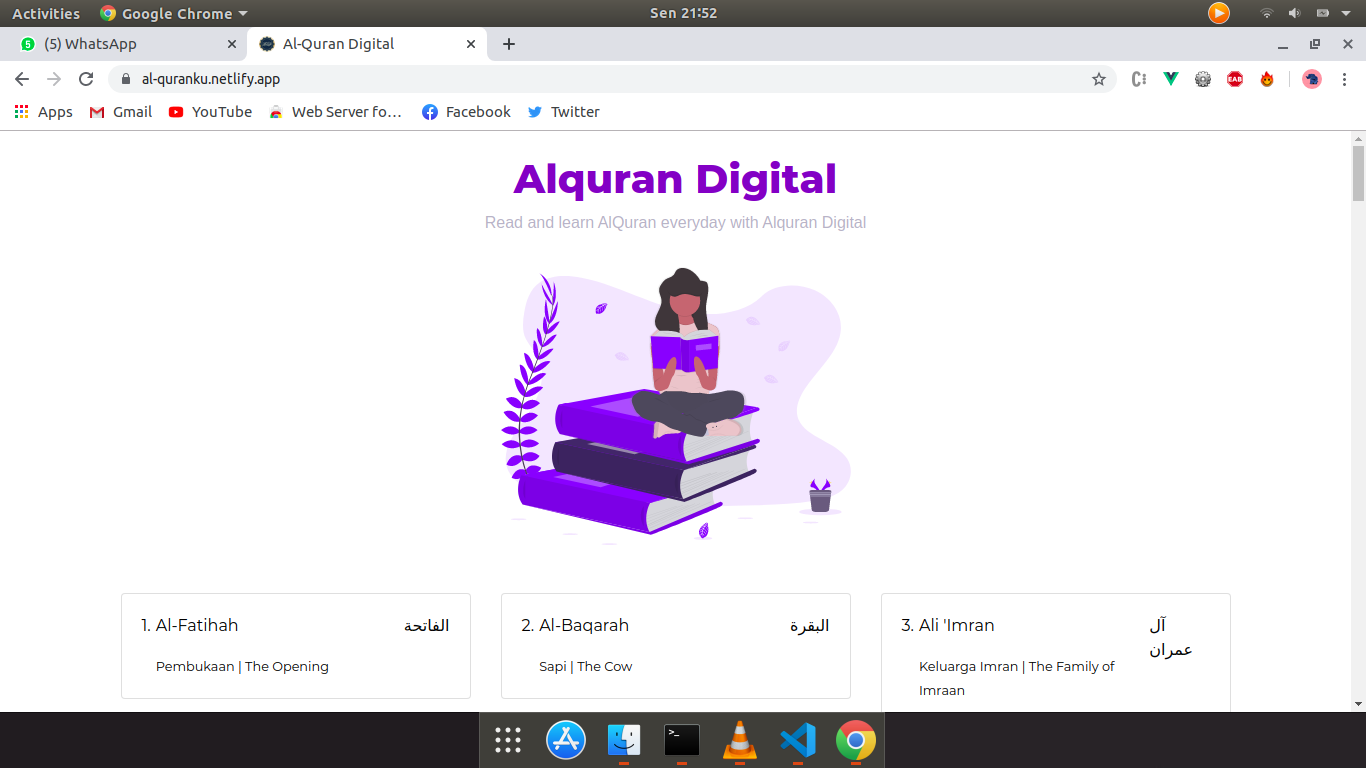 Activities
Google Chrome
Sen 21:52
(5) WhatsApp
Al-Quran Digital
al-quranku.netlify.app
EAB
Apps
Gmail
YouTube
Web Server fo...
Facebook
Twitter
Alquran Digital
Read and learn AlQuran everyday with Alquran Digital
1. Al-Fatihah
الفاتحة
Pembukaan | The Opening
2. Al-Baqarah
البقرة
Sapi | The Cow
3. Ali 'Imran
آل
عمران
Keluarga Imran | The Family of
Imraan